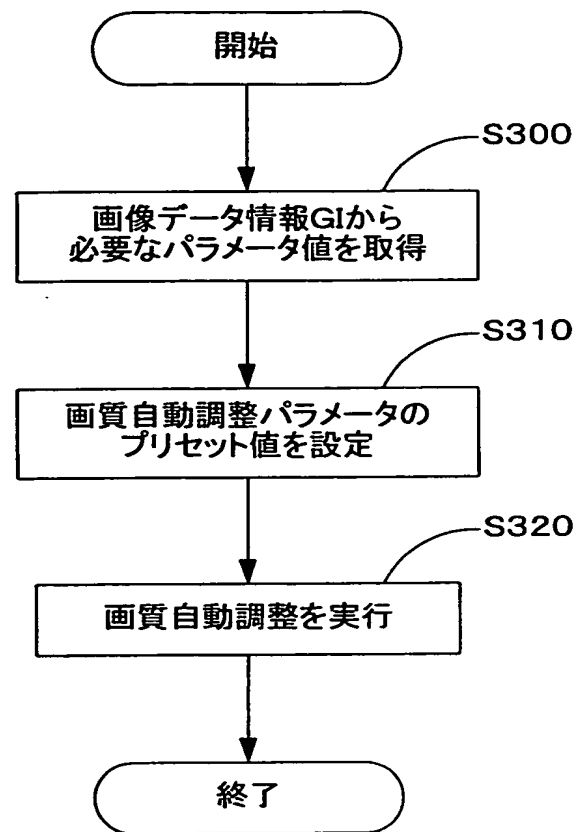 開始
S300
画像データ情報GIから
必要なパラメータ値を取得
S310
画質自動調整パラメータの
プリセット値を設定
S320
画質自動調整を実行
終了